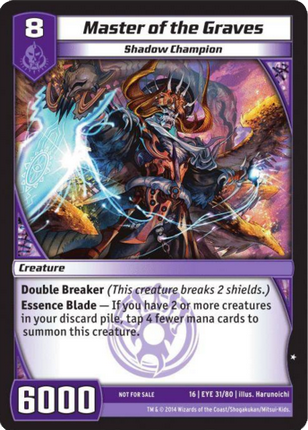 8
Master of the Graves
Shadow Champion
Creature
Double Breaker (This creature breaks 2 shields.)
Essence Blade — If you have 2 or more creatures
in your discard pile, tap 4 fewer mana cards to
summon this creature.
6000
NOT FOR SALE
16 | EYE 31/80 | illus. Harunoichi
TM & © 2014 Wizards of the Coast/Shogakukan/Mitsui-Kids.